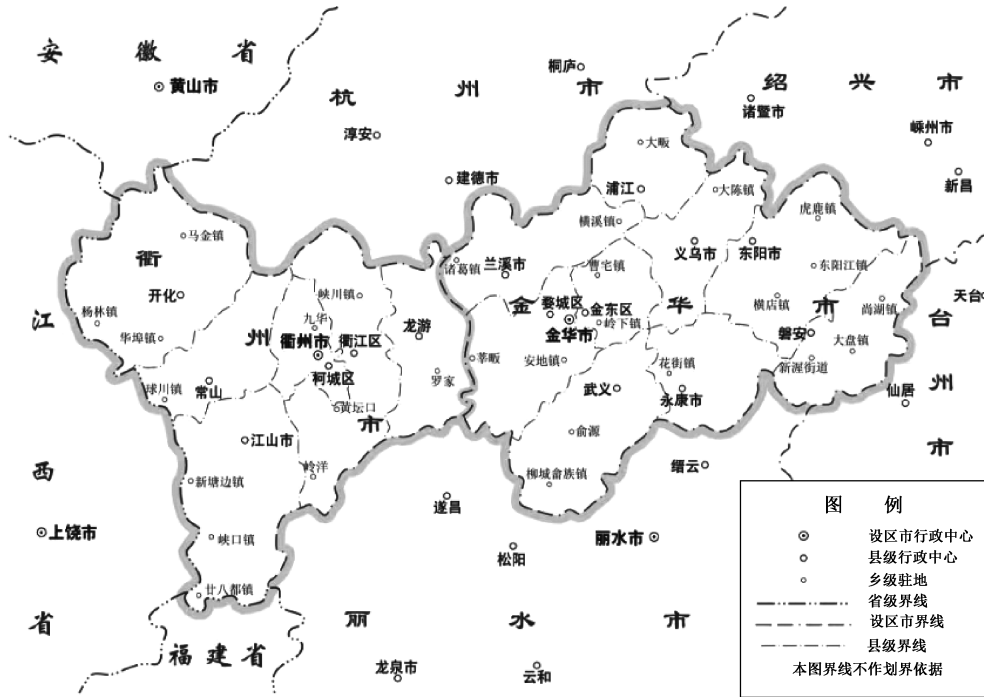 安徽省
黄山市
杭州市
桐庐
绍兴市
诸暨市
淳安
嵊州市
建德市
新昌
大畈
浦江
大陈镇
虎鹿镇
横溪镇
马金镇
义乌市
东阳市
衢州市
诸葛镇
兰溪市
曹宅镇
东阳江镇
开化
峡川镇
金华市
婺城区
金东区
横店镇
尚湖镇
天台
台州市
杨林镇
江西省
九华
龙游
岭下镇
磐安
华埠镇
衢州市
衢江区
金华市
大盘镇
莘畈
安地镇
花街镇
新渥街道
柯城区
罗家
球川镇
常山
武义
永康市
仙居
黄坛口
江山市
俞源
岭洋
缙云
新塘边镇
柳城畲族镇
遂昌
上饶市
峡口镇
松阳
丽水市
廿八都镇
丽水市
福建省
龙泉市
云和
图例
设区市行政中心
县级行政中心
乡级驻地
省级界线
设区市界线
县级界线
本图界线不作划界依据